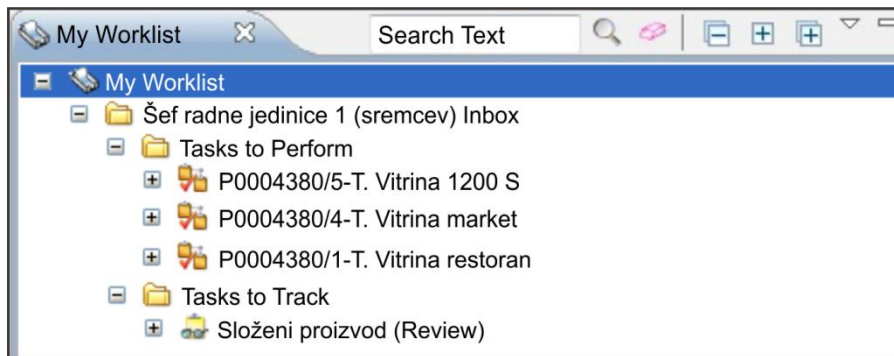 My Worklist
Search Text
My Worklist
Šef radne jedinice 1 (sremcev) Inbox
Tasks to Perform
P0004380/5-T. Vitrina 1200 S
P0004380/4-T. Vitrina market
P0004380/1-T. Vitrina restoran
Tasks to Track
Složeni proizvod (Review)